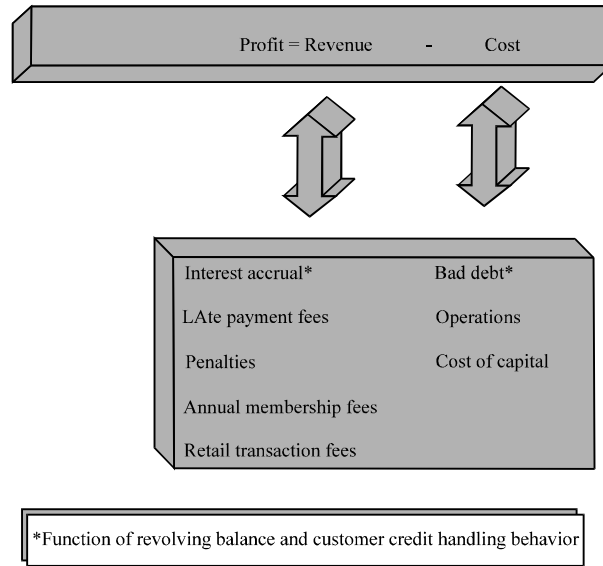 Profit = Revenue - Cost
Interest accrual* Bad debt*
LAte payment fees Operations
Penalties Cost of capital
Annual membership fees
Retail transaction fees
*Function of revolving balance and customer credit handling behavior